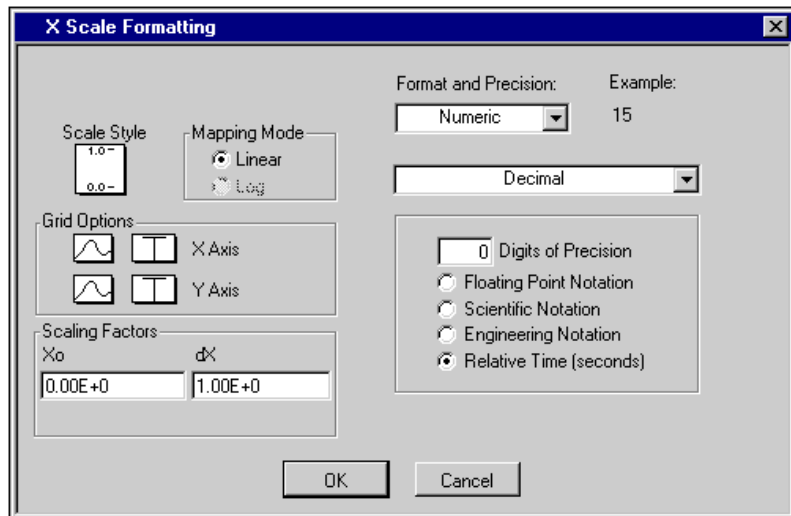 X Scale Formatting
Format and Precision:
Example:
Numeric
15
Scale Style
1.0
0.0
Mapping Mode
Linear
Log
Decimal
Grid Options
X Axis
Y Axis
0 Digits of Precision
Floating Point Notation
Scientific Notation
Engineering Notation
Relative Time (seconds)
Scaling Factors
Xo
dX
0.00E+0
1.00E+0
OK
Cancel